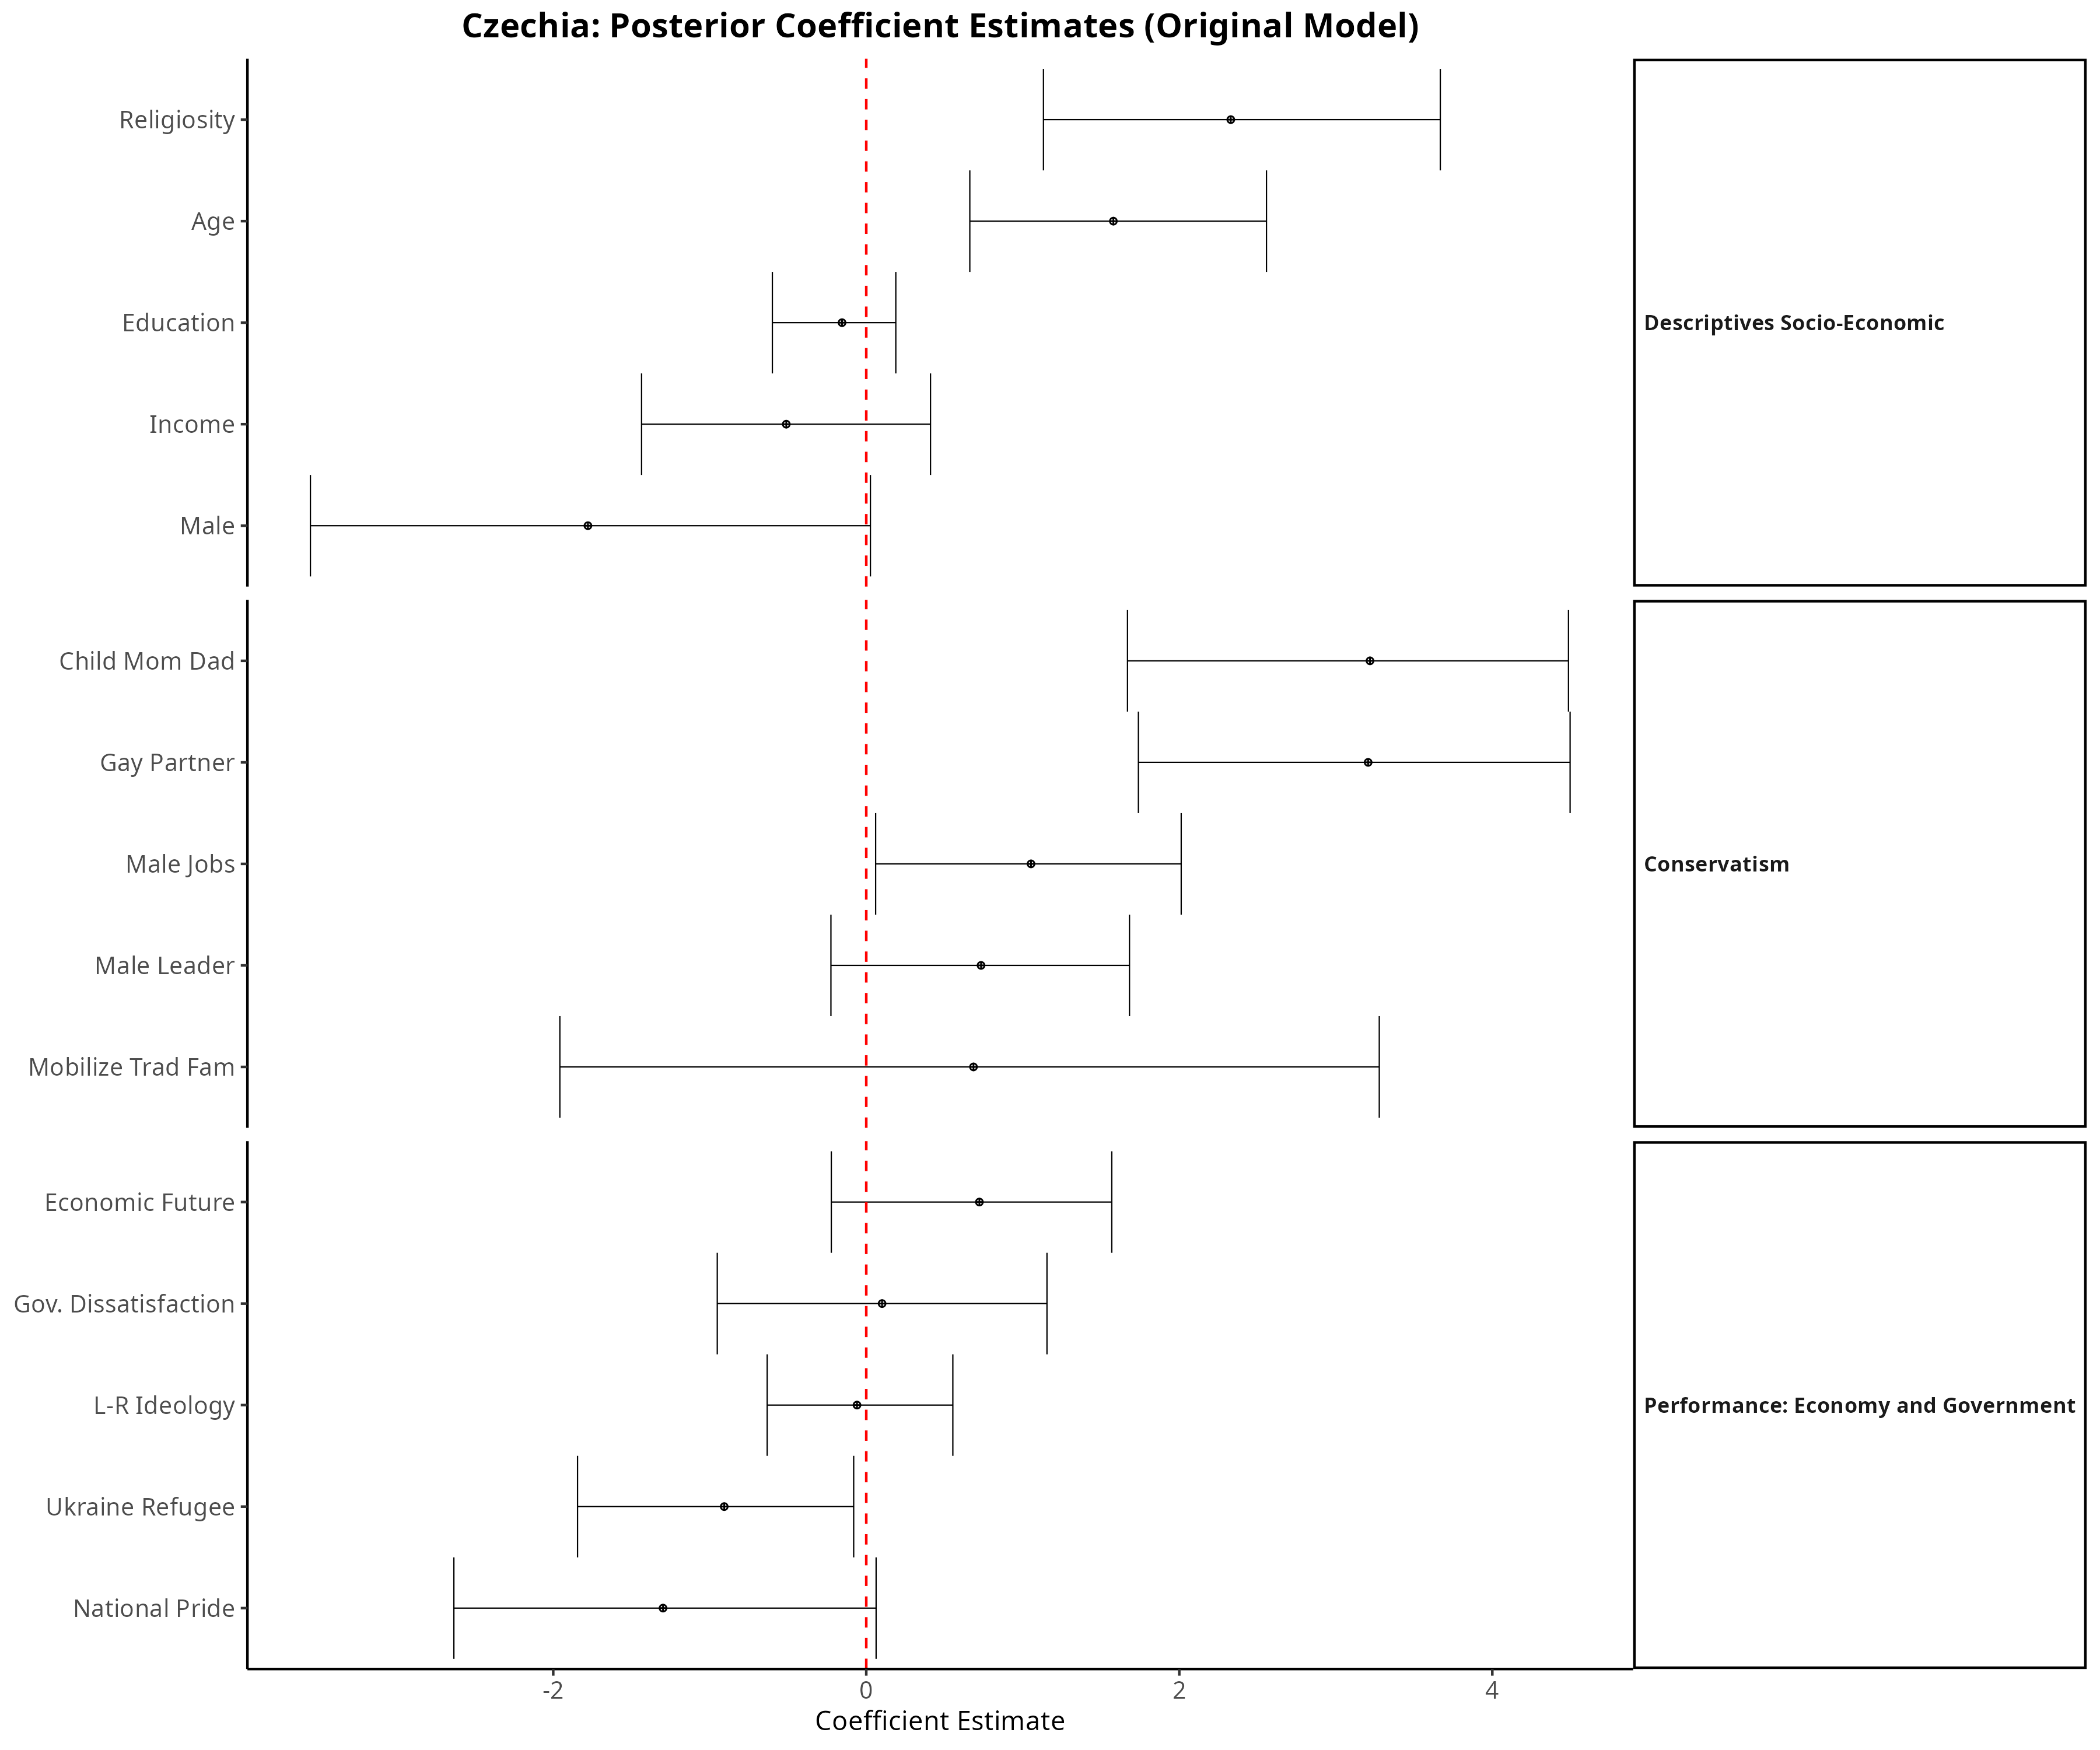 Czechia: Posterior Coefficient Estimates (Original Model)
Religiosity
Age
Education
Income
Male
Descriptives Socio-Economic
Child Mom Dad
Gay Partner
Male Jobs
Male Leader
Mobilize Trad Fam
Conservatism
Economic Future
Gov. Dissatisfaction
L-R Ideology
Ukraine Refugee
National Pride
Performance: Economy and Government
-2 0 2 4
Coefficient Estimate